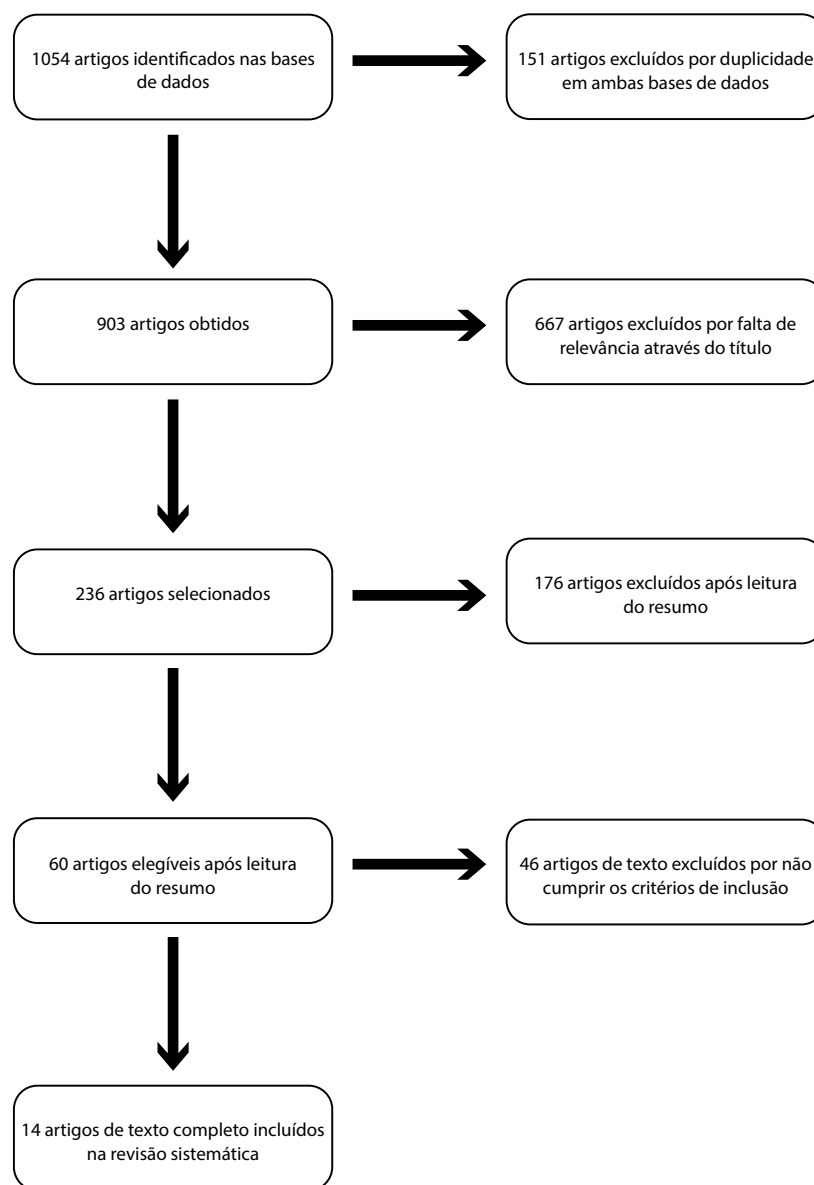 1054 artigos identificados nas bases
de dados
151 artigos excluídos por duplicidade
em ambas bases de dados
903 artigos obtidos
667 artigos excluídos por falta de
relevância através do título
236 artigos selecionados
176 artigos excluídos após leitura
do resumo
60 artigos elegíveis após leitura
do resumo
46 artigos de texto excluídos por não
cumprir os critérios de inclusão
14 artigos de texto completo incluídos
na revisão sistemática